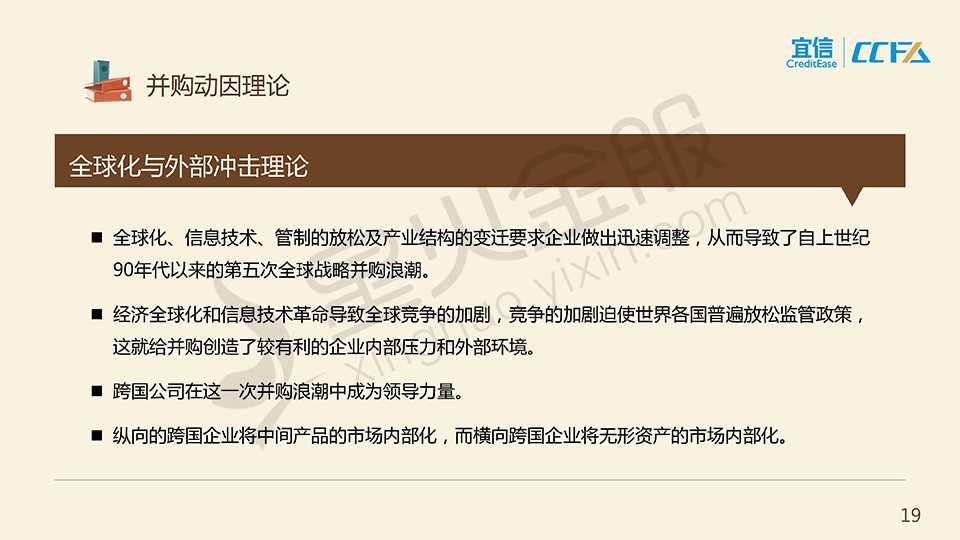 宜信
CreditEase
CCFA
并购动因理论
全球化与外部冲击理论
■ 全球化、信息技术、管制的放松及产业结构的变迁要求企业做出迅速调整，从而导致了自上世纪
90年代以来的第五次全球战略并购浪潮。
■ 经济全球化和信息技术革命导致全球竞争的加剧，竞争的加剧迫使世界各国普遍放松监管政策，
这就给并购创造了较有利的企业内部压力和外部环境。
■ 跨国公司在这一次并购浪潮中成为领导力量。
■ 纵向的跨国企业将中间产品的市场内部化，而横向跨国企业将无形资产的市场内部化。
星火金服
xinghuo.yixin.com
19